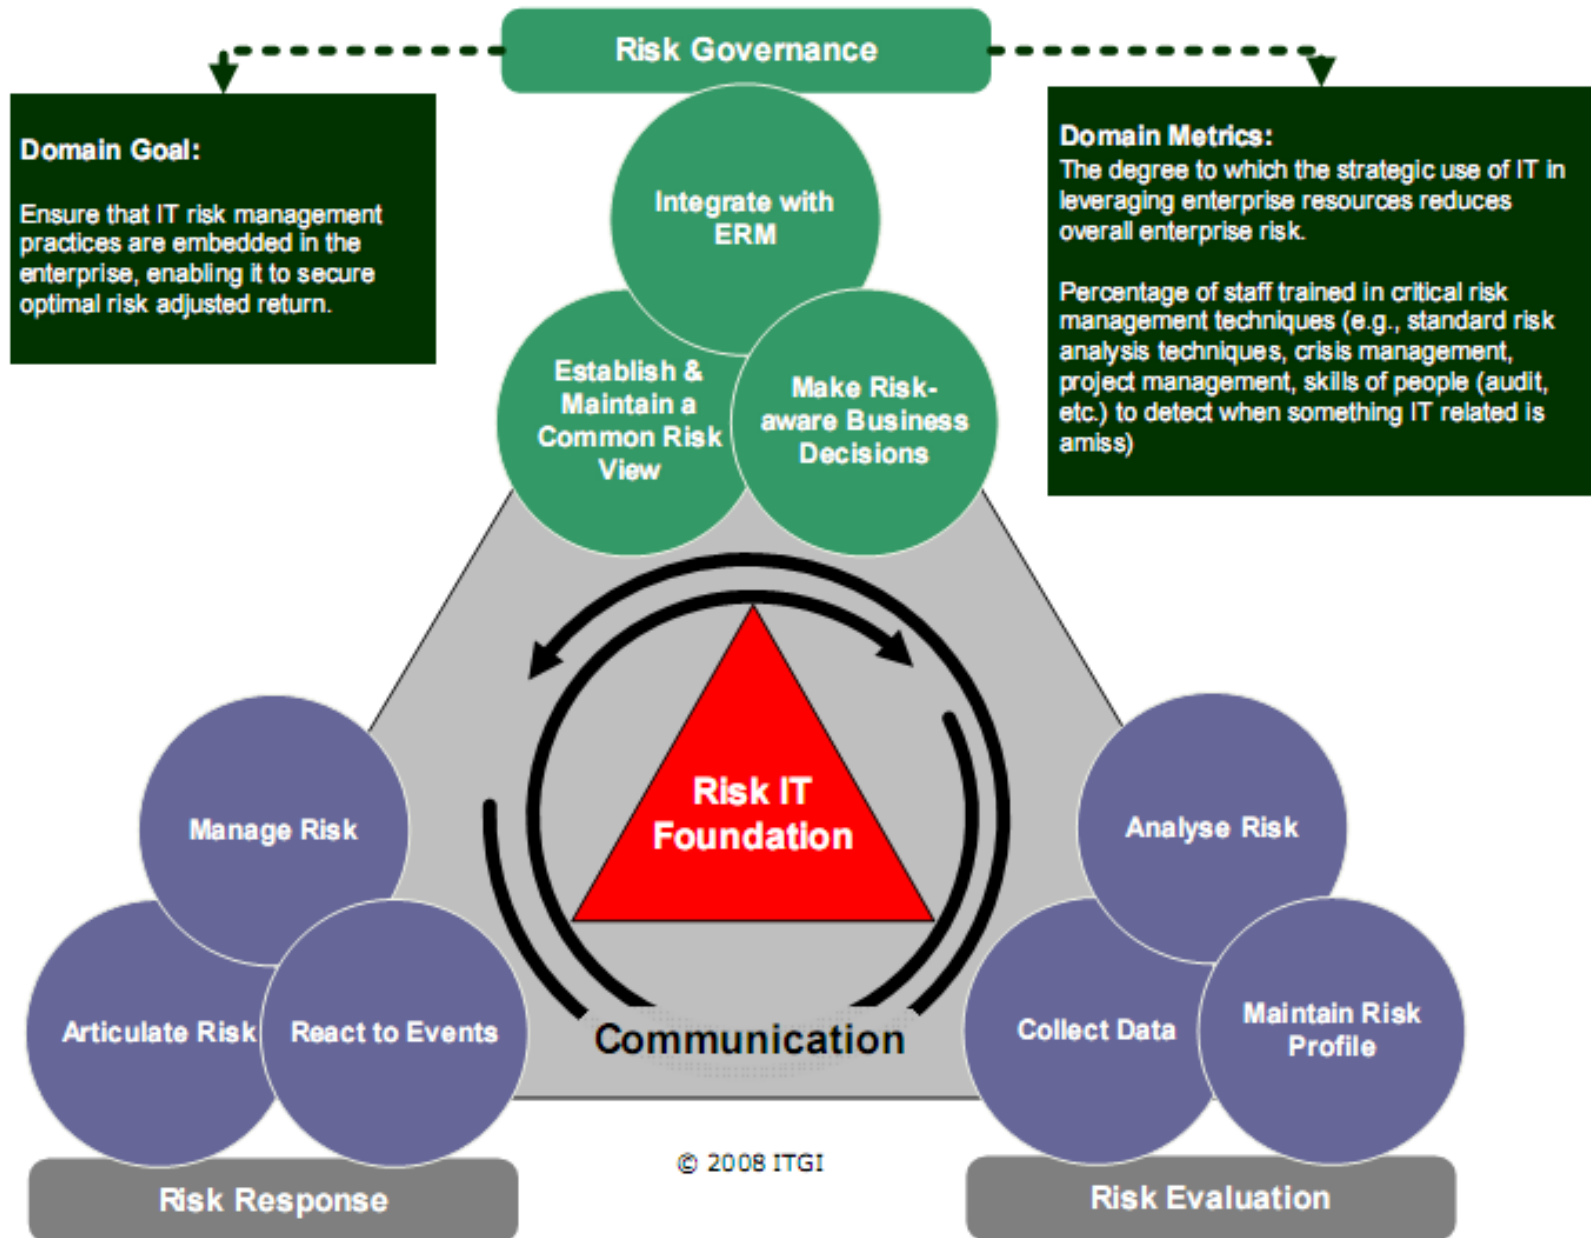 Risk Governance
Domain Goal:
Ensure that IT risk management
practices are embedded in the
enterprise, enabling it to secure
optimal risk adjusted return.
Domain Metrics:
The degree to which the strategic use of IT in
leveraging enterprise resources reduces
overall enterprise risk.
Percentage of staff trained in critical risk
management techniques (e.g., standard risk
analysis techniques, crisis management,
project management, skills of people (audit,
etc.) to detect when something IT related is
amiss)
Integrate with
ERM
Establish &
Maintain a
Common Risk
View
Make Risk-
aware Business
Decisions
Risk IT
Foundation
Communication
Manage Risk
Articulate Risk
React to Events
Risk Response
Analyse Risk
Collect Data
Maintain Risk
Profile
Risk Evaluation
© 2008 ITGI